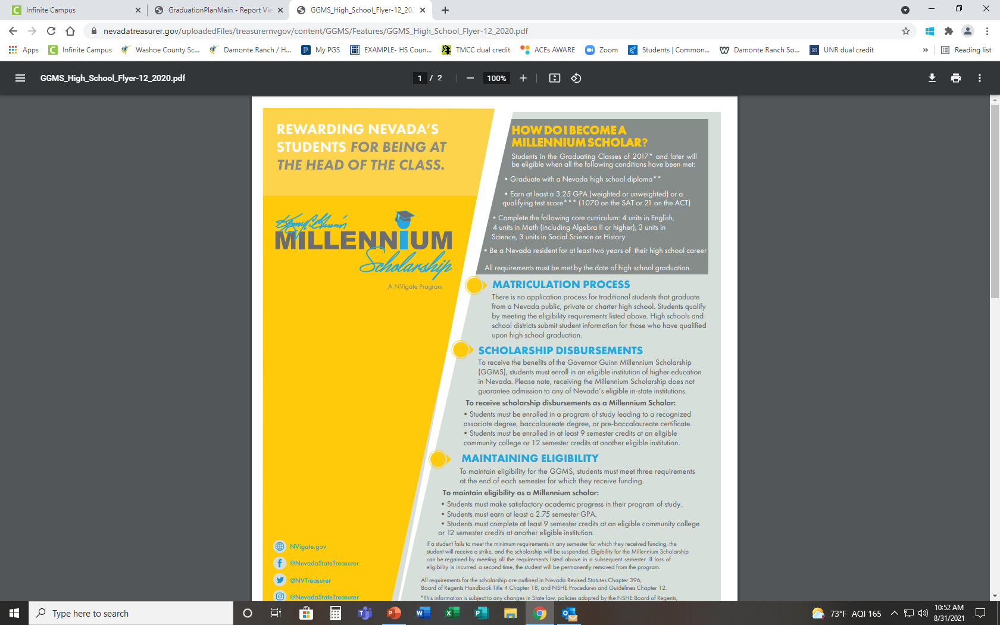 Infinite Campus
GraduationPlanMain - Report Vie
GGMS_High_School_Flyer-12_202
nevadatreasurer.gov/uploadedFiles/treasurernvgov/content/GGMS/Features/GGMS_High_School_Flyer-12_2020.pdf
Apps
Infinite Campus
Washoe County Sc...
Damonte Ranch / H...
My PGS
EXAMPLE- HS Coun...
TMCC dual credit
ACEs AWARE
Zoom
Students | Common...
Damonte Ranch So...
UNR dual credit
»
Reading list
GGMS_High_School_Flyer-12_2020.pdf
1 / 2
100%
REWARDING NEVADA'S
STUDENTS FOR BEING AT
THE HEAD OF THE CLASS.
Kenny C. Guinn
MILLENNIUM
Scholarship
A NVigate Program
HOW DO I BECOME A
MILLENNIUM SCHOLAR?
Students in the Graduating Classes of 2017* and later will
be eligible when all the following conditions have been met:
• Graduate with a Nevada high school diploma**
• Earn at least a 3.25 GPA (weighted or unweighted) or a
qualifying test score*** (1070 on the SAT or 21 on the ACT)
• Complete the following core curriculum: 4 units in English,
4 units in Math (including Algebra II or higher), 3 units in
Science, 3 units in Social Science or History
• Be a Nevada resident for at least two years of their high school career
All requirements must be met by the date of high school graduation.
MATRICULATION PROCESS
There is no application process for traditional students that graduate
from a Nevada public, private or charter high school. Students qualify
by meeting the eligibility requirements listed above. High schools and
school districts submit student information for those who have qualified
upon high school graduation.
SCHOLARSHIP DISBURSEMENTS
To receive the benefits of the Governor Guinn Millennium Scholarship
(GGMS), students must enroll in an eligible institution of higher education
in Nevada. Please note, receiving the Millennium Scholarship does not
guarantee admission to any of Nevada's eligible in-state institutions.
To receive scholarship disbursements as a Millennium Scholar:
• Students must be enrolled in a program of study leading to a recognized
associate degree, baccalaureate degree, or pre-baccalaureate certificate.
• Students must be enrolled in at least 9 semester credits at an eligible
community college or 12 semester credits at another eligible institution.
MAINTAINING ELIGIBILITY
To maintain eligibility for the GGMS, students must meet three requirements
at the end of each semester for which they receive funding.
To maintain eligibility as a Millennium scholar:
• Students must make satisfactory academic progress in their program of study.
• Students must earn at least a 2.75 semester GPA.
• Students must complete at least 9 semester credits at an eligible community college
or 12 semester credits at another eligible institution.
If a student fails to meet the minimum requirements in any semester for which they received funding, the
student will receive a strike, and the scholarship will be suspended. Eligibility for the Millennium Scholarship
can be regained by meeting all the requirements listed above in a subsequent semester. If loss of
eligibility is incurred a second time, the student will be permanently removed from the program.
All requirements for the scholarship are outlined in Nevada Revised Statutes Chapter 396,
Board of Regents Handbook Title 4 Chapter 18, and NSHE Procedures and Guidelines Chapter 12.
*This information is subject to any changes in State law, policies adopted by the NSHE Board of Regents,
NVigate.gov
@NevadaStateTreasurer
@NVTreasurer
@NevadaStateTreasurer
Type here to search
73°F AQI 165
10:52 AM
8/31/2021